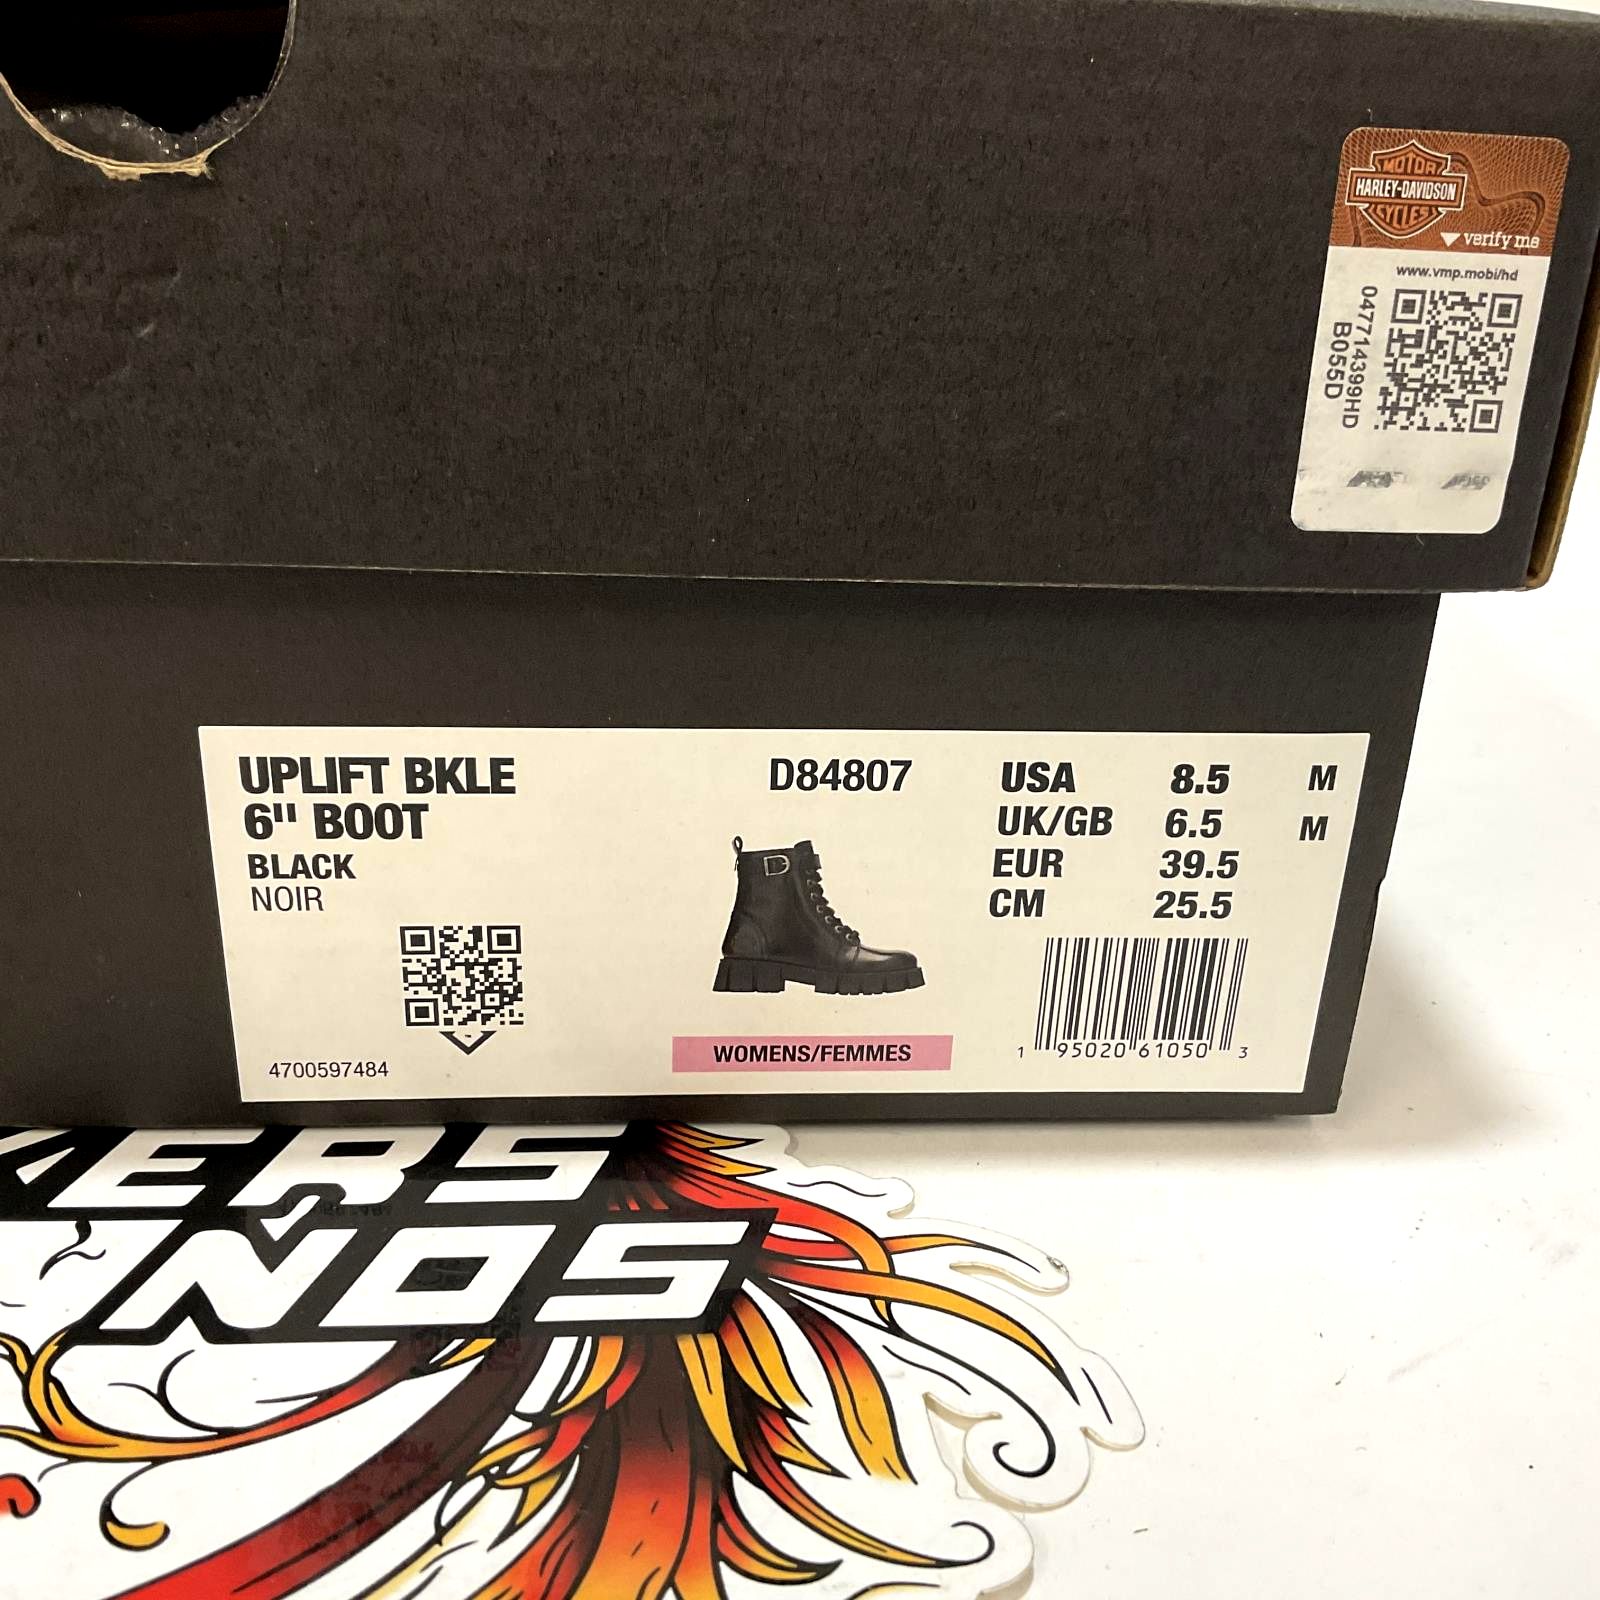 MOTOR
HARLEY-DAVIDSON
CYCLES
verify me
www.vmp.mobi/hd
047714399HD
B055D
UPLIFT BKLE
6" BOOT
BLACK
NOIR
4700597484
D84807
WOMENS/FEMMES
USA 8.5 M
UK/GB 6.5 M
EUR 39.5
CM 25.5
1 95020 61050 3